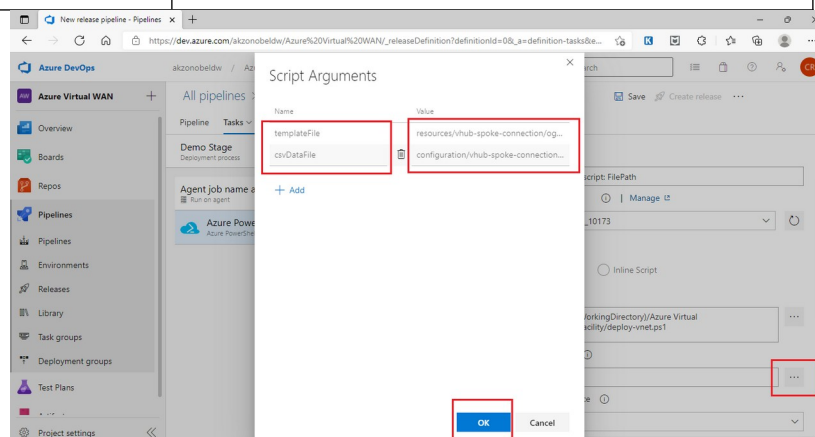 New release pipeline - Pipelines
https://dev.azure.com/akzonobeldw/Azure%20Virtual%20WAN/_releaseDefinition?definitionId=0&_a=definition-tasks&e...
Azure DevOps
akzonobeldw / Az
arch
CR
AW Azure Virtual WAN
All pipelines >
Save
Create release
Overview
Boards
Repos
Pipelines
Pipelines
Environments
Releases
Library
Task groups
Deployment groups
Test Plans
Project settings
Pipeline Tasks
Demo Stage
Deployment process
Agent job name a
Run on agent
Azure Powe
Azure PowerShe
Script Arguments
Name Value
templateFile resources/vhub-spoke-connection/og...
csvDataFile configuration/vhub-spoke-connection...
+ Add
OK Cancel
script: FilePath
| Manage
_10173
Inline Script
/orkingDirectory)/Azure Virtual
acility/deploy-vnet.ps1